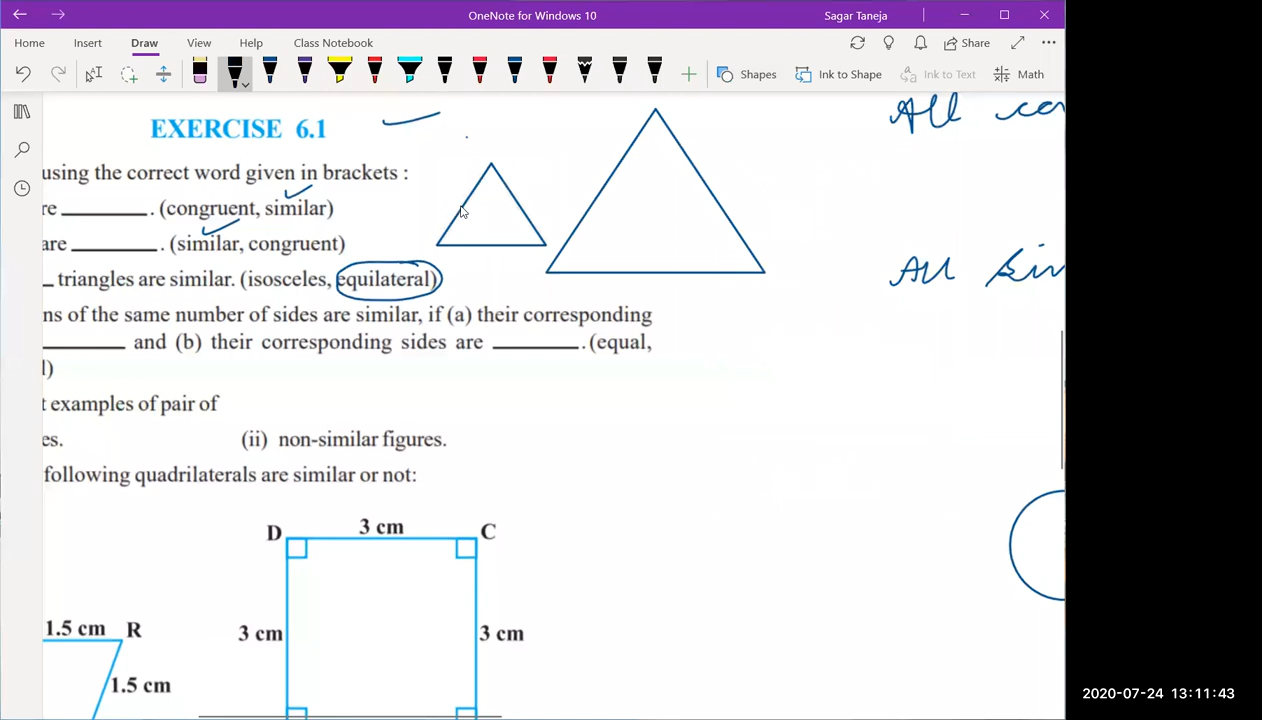 OneNote for Windows 10
Sagar Taneja
Home Insert Draw View Help Class Notebook
Share
Shapes Ink to Shape Ink to Text Math
EXERCISE 6.1
using the correct word given in brackets :
re ________. (congruent, similar)
are ________. (similar, congruent)
_ triangles are similar. (isosceles, equilateral)
ns of the same number of sides are similar, if (a) their corresponding
________ and (b) their corresponding sides are ________. (equal,
l)
t examples of pair of
es. (ii) non-similar figures.
following quadrilaterals are similar or not:
All
All
D 3 cm C
1.5 cm R 3 cm 3 cm
1.5 cm
2020-07-24 13:11:43